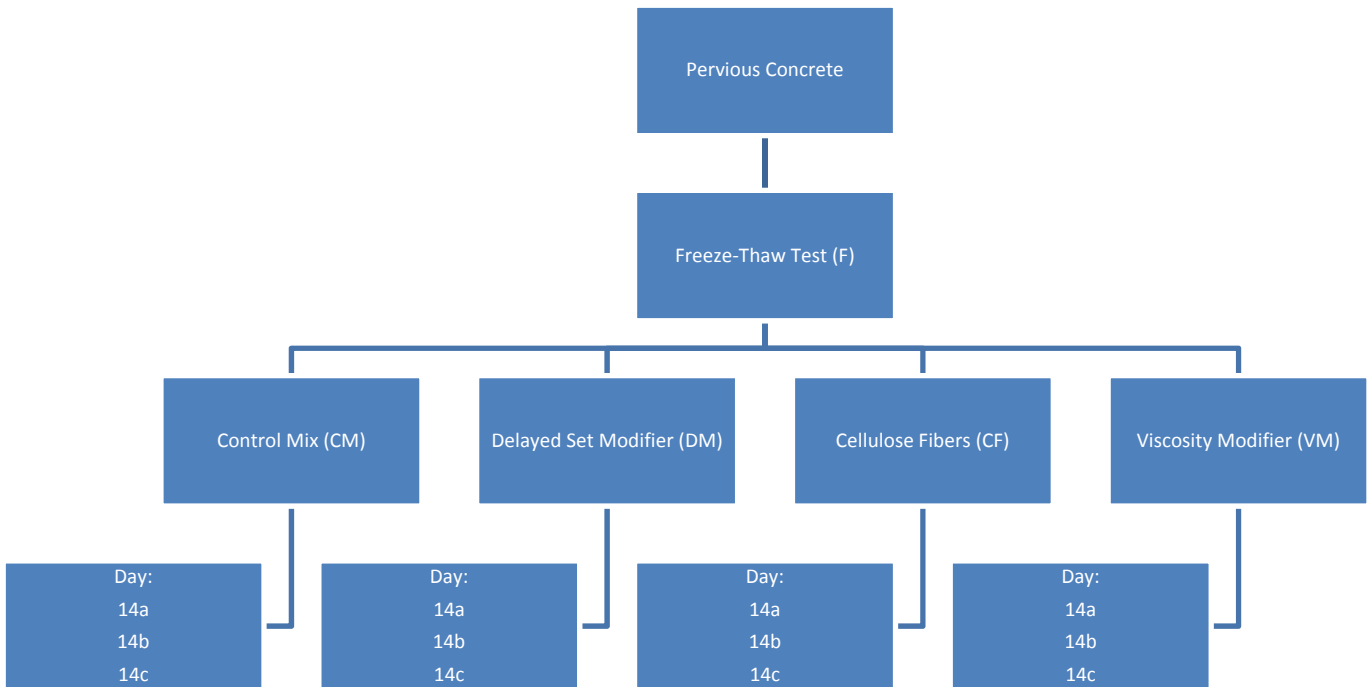 Pervious Concrete
Freeze-Thaw Test (F)
Control Mix (CM)
Delayed Set Modifier (DM)
Cellulose Fibers (CF)
Viscosity Modifier (VM)
Day:
14a
14b
14c
Day:
14a
14b
14c
Day:
14a
14b
14c
Day:
14a
14b
14c